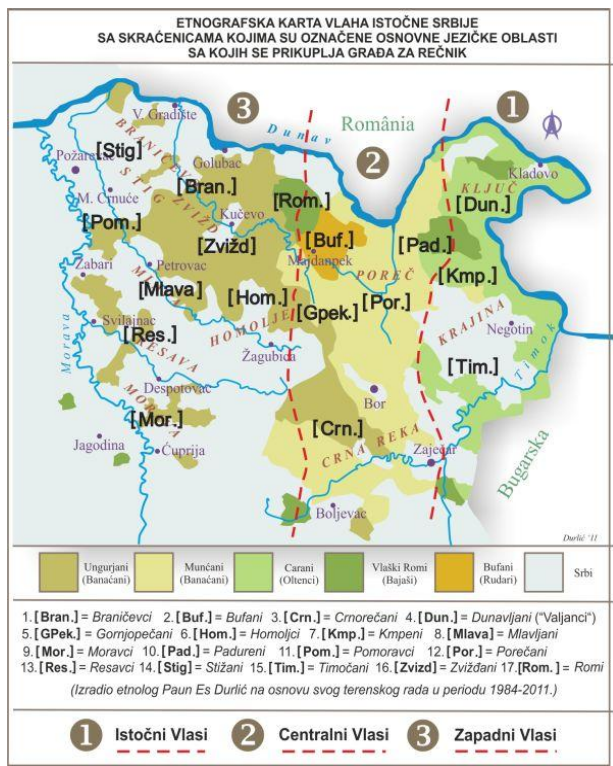 ETNOGRAFSKA KARTA VLAHA ISTOČNE SRBIJE
SA SKRAĆENICAMA KOJIMA SU OZNAČENE OSNOVNE JEZIČKE OBLASTI
SA KOJIH SE PRIKUPLJA GRAĐA ZA REČNIK
3
1
V. Gradište
Dunav
România
2
[Stig]
BRANIČEVO
Golubac
Kladovo
Požarevac
KLJUČ
[Bran.]
M. Crnuće
STIG
ZVIŽD
[Rom.]
[Dun.]
Kučevo
[Pom.]
[Zvižd]
[Buf.]
[Pad.]
Majdanpek
Petrovac
POREČ
[Kmp.]
Žabari
[Mlava]
MLAVA
[Hom.]
[Por.]
[Gpek.]
HOMOLJE
KRAJINA
Svilajnac
Negotin
Morava
[Res.]
RESAVA
Žagubica
Timok
[Tim.]
Despotovac
Bor
MORAVA
[Mor.]
[Crn.]
CRNA REKA
Jagodina
Ćuprija
Zaječar
Bugarska
Boljevac
Durlić '11
Ungurjani
(Banaćani)
Munćani
(Banaćani)
Carani
(Oltenci)
Vlaški Romi
(Bajaši)
Bufani
(Rudari)
Srbi
1. [Bran.] = Braničevci 2. [Buf.] = Bufani 3. [Crn.] = Crnorečani 4. [Dun.] = Dunavljani ("Valjanci")
5. [GPek.] = Gornjopečani 6. [Hom.] = Homoljci 7. [Kmp.] = Kmpeni 8. [Mlava] = Mlavljani
9. [Mor.] = Moravci 10. [Pad.] = Padureni 11. [Pom.] = Pomoravci 12. [Por.] = Porečani
13. [Res.] = Resavci 14. [Stig] = Stižani 15. [Tim.] = Timočani 16. [Zvizd] = Zvižđani 17. [Rom.] = Romi
(Izradio etnolog Paun Es Durlić na osnovu svog terenskog rada u periodu 1984-2011.)
1 Istočni Vlasi 2 Centralni Vlasi 3 Zapadni Vlasi